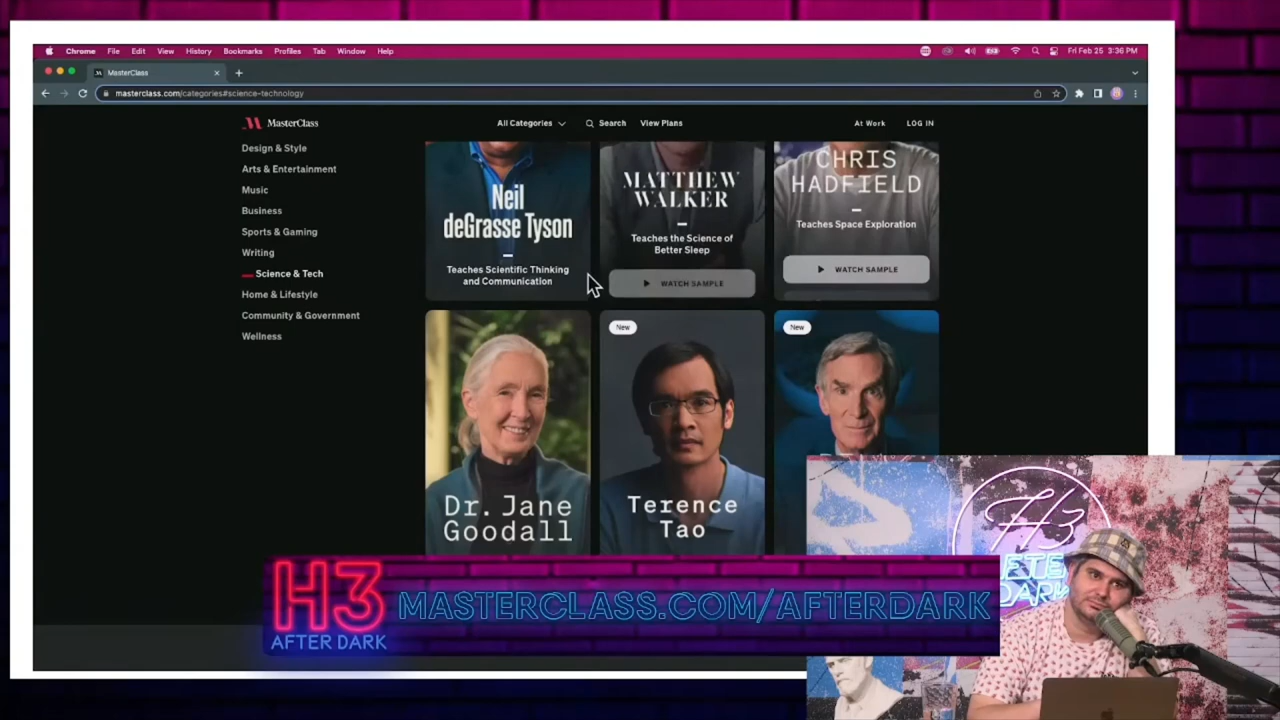 Chrome File Edit View History Bookmarks Profiles Tab Window Help
Fri Feb 25 3:36 PM
MasterClass
masterclass.com/categories#science-technology
MasterClass
All Categories
Search
View Plans
At Work
LOG IN
Design & Style
Arts & Entertainment
Music
Business
Sports & Gaming
Writing
Science & Tech
Home & Lifestyle
Community & Government
Wellness
Neil
deGrasse Tyson
Teaches Scientific Thinking
and Communication
MATTHEW
WALKER
Teaches the Science of
Better Sleep
WATCH SAMPLE
CHRIS
HADFIELD
Teaches Space Exploration
WATCH SAMPLE
Dr. Jane
Goodall
New
Terence
Tao
New
H3
AFTER DARK
MASTERCLASS.COM/AFTERDARK
H3
AFTER
DARK